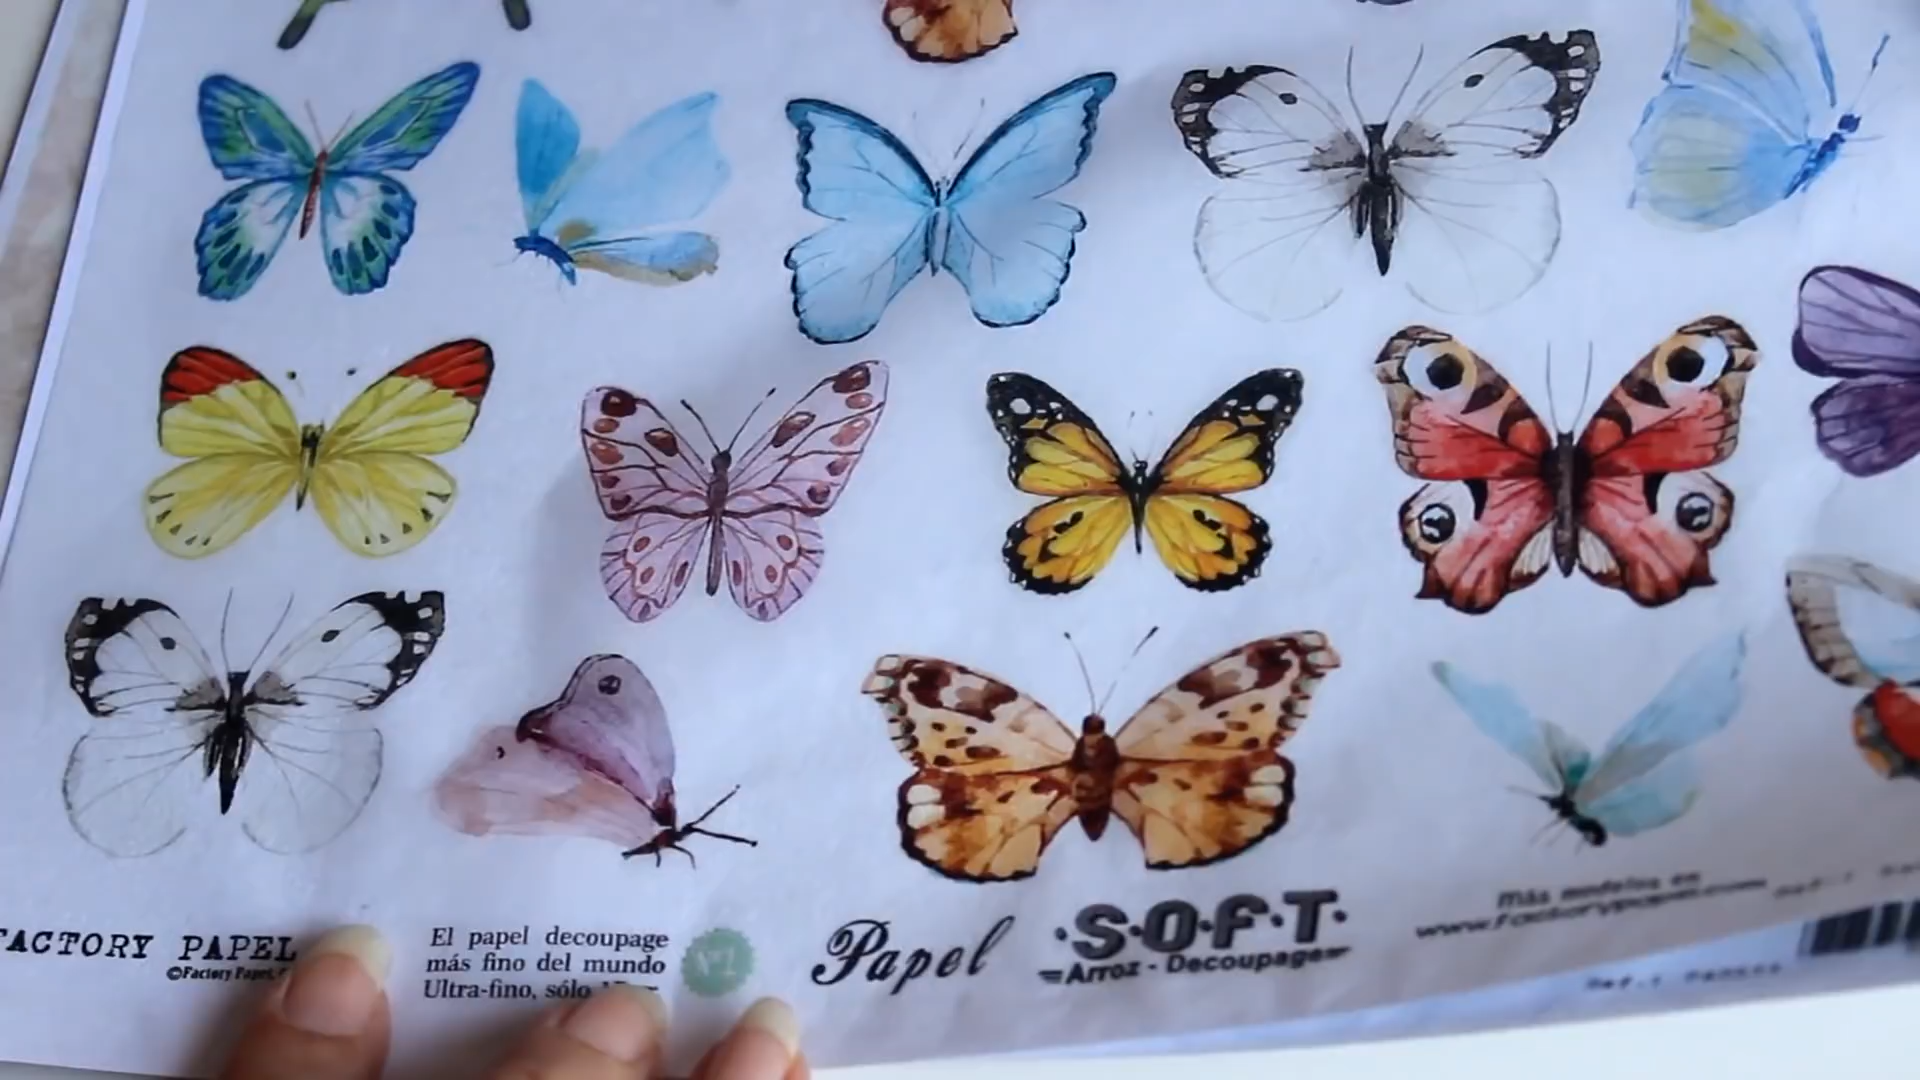 FACTORY PAPEL
©Factory Papel,
El papel decoupage
más fino del mundo
Ultra-fino, sólo
Nº1
Papel
·S·O·F·T·
Arroz - Decoupage
Más modelos en
www.factorypapel.com